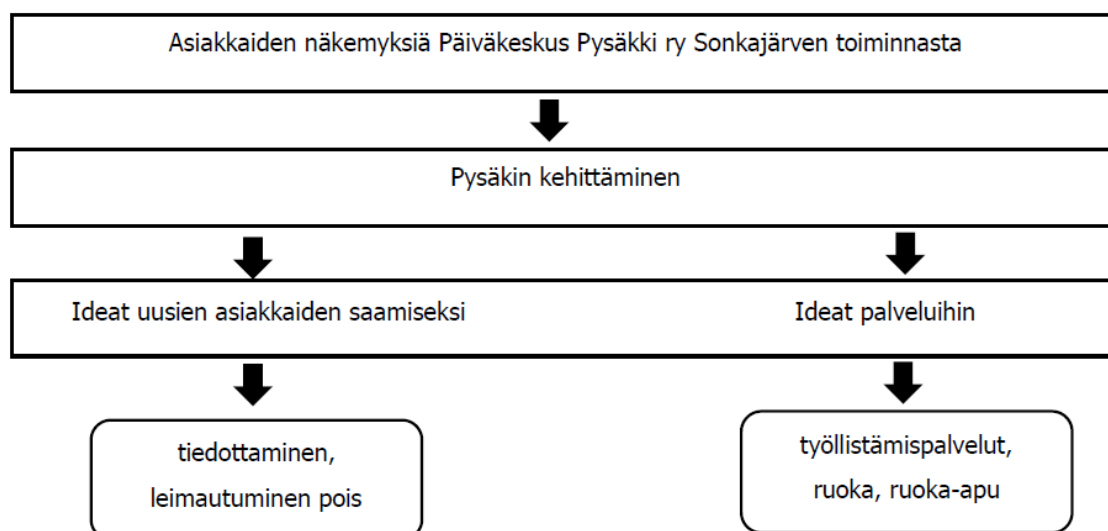 Asiakkaiden näkemyksiä Päiväkeskus Pysäkki ry Sonkajärven toiminnasta
Pysäkin kehittäminen
Ideat uusien asiakkaiden saamiseksi
Ideat palveluihin
tiedottaminen,
leimautuminen pois
työllistämispalvelut,
ruoka, ruoka-apu